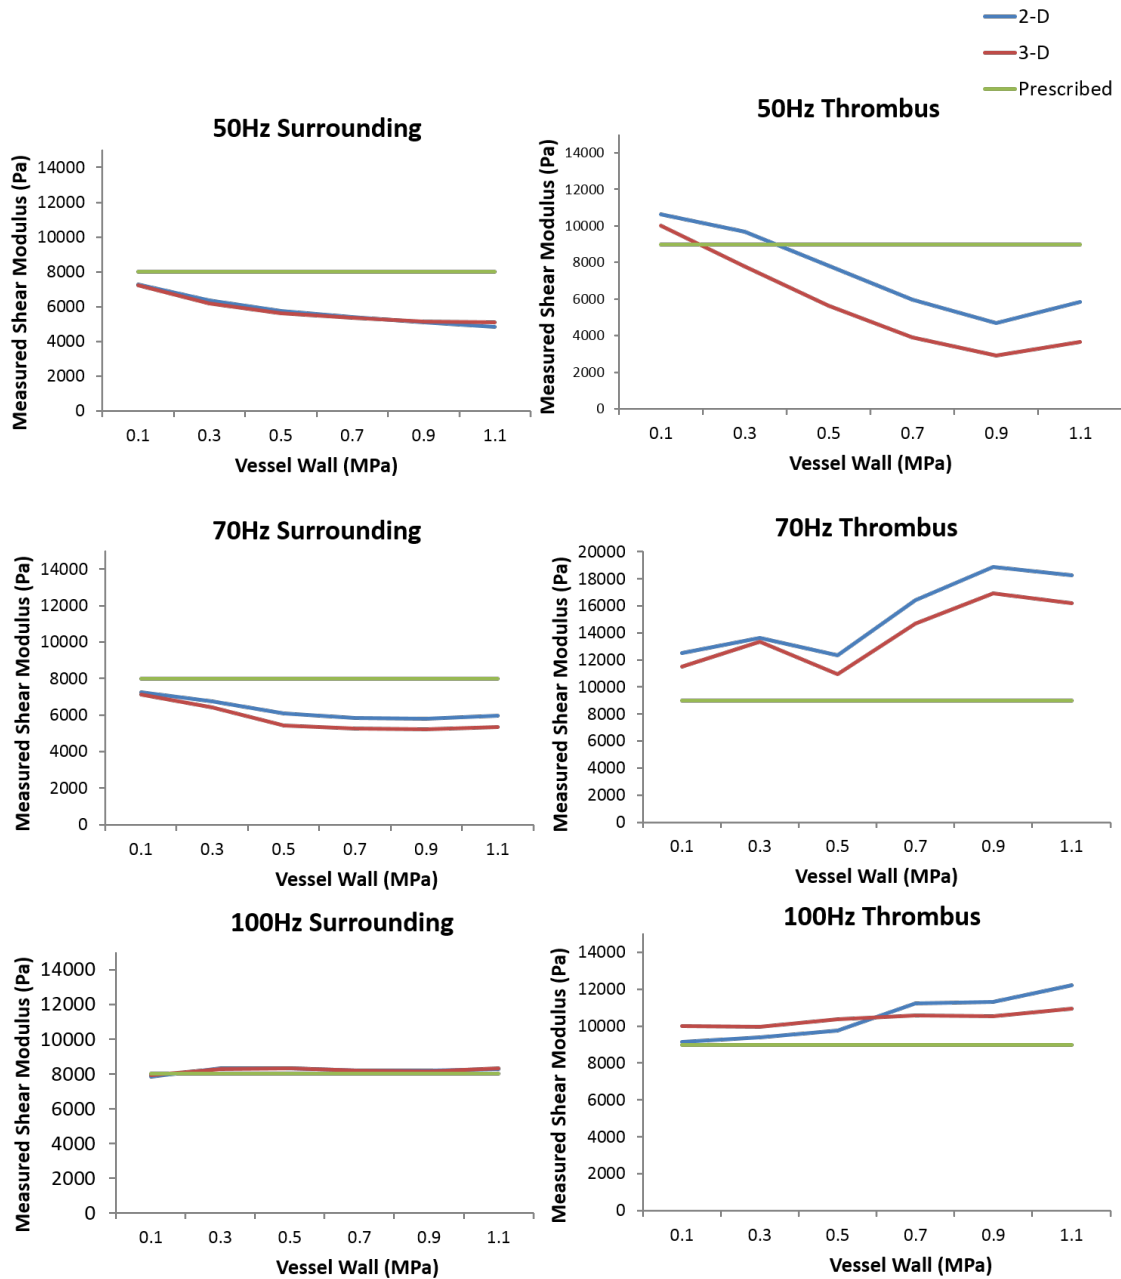 2-D
3-D
Prescribed
50Hz Surrounding
Measured Shear Modulus (Pa)
14000
12000
10000
8000
6000
4000
2000
0
0.1 0.3 0.5 0.7 0.9 1.1
Vessel Wall (MPa)
50Hz Thrombus
Measured Shear Modulus (Pa)
14000
12000
10000
8000
6000
4000
2000
0
0.1 0.3 0.5 0.7 0.9 1.1
Vessel Wall (MPa)
70Hz Surrounding
Measured Shear Modulus (Pa)
14000
12000
10000
8000
6000
4000
2000
0
0.1 0.3 0.5 0.7 0.9 1.1
Vessel Wall (MPa)
70Hz Thrombus
Measured Shear Modulus (Pa)
20000
18000
16000
14000
12000
10000
8000
6000
4000
2000
0
0.1 0.3 0.5 0.7 0.9 1.1
Vessel Wall (MPa)
100Hz Surrounding
Measured Shear Modulus (Pa)
14000
12000
10000
8000
6000
4000
2000
0
0.1 0.3 0.5 0.7 0.9 1.1
Vessel Wall (MPa)
100Hz Thrombus
Measured Shear Modulus (Pa)
14000
12000
10000
8000
6000
4000
2000
0
0.1 0.3 0.5 0.7 0.9 1.1
Vessel Wall (MPa)